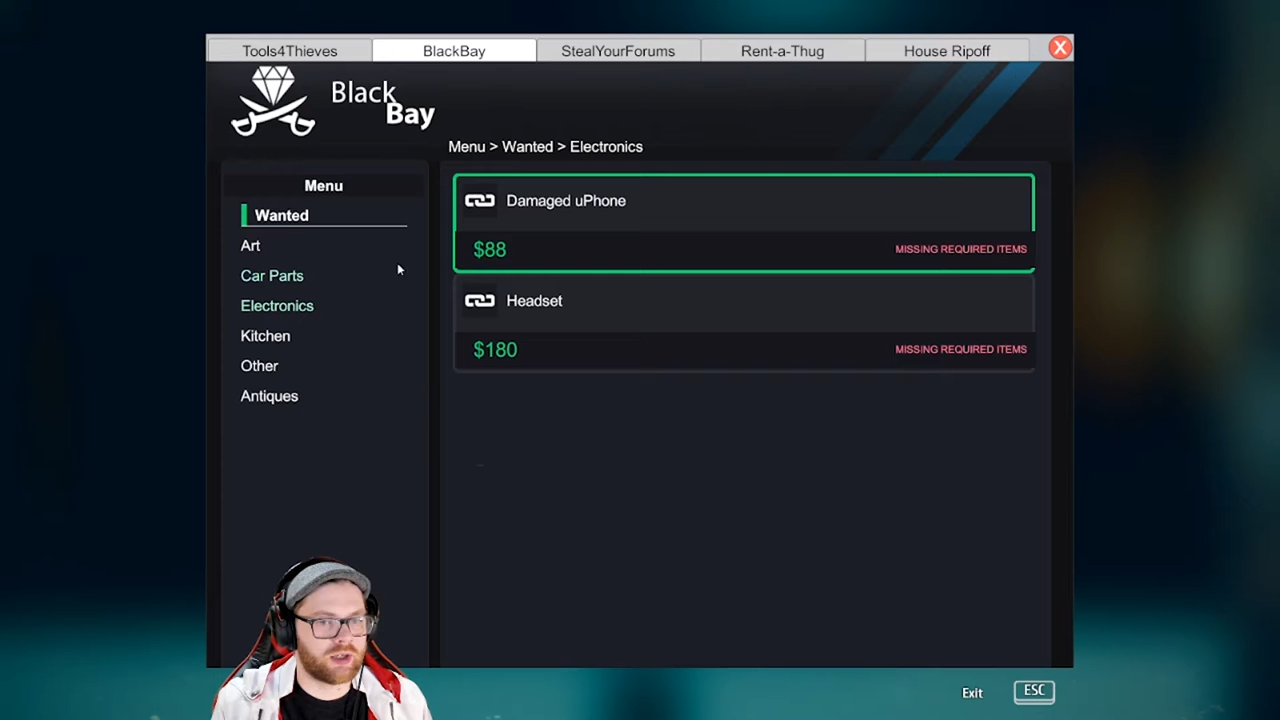 Tools4Thieves BlackBay StealYourForums Rent-a-Thug House Ripoff X
Black
Bay
Menu > Wanted > Electronics
Menu
Wanted
Art
Car Parts
Electronics
Kitchen
Other
Antiques
Damaged uPhone
$88 MISSING REQUIRED ITEMS
Headset
$180 MISSING REQUIRED ITEMS
Exit ESC